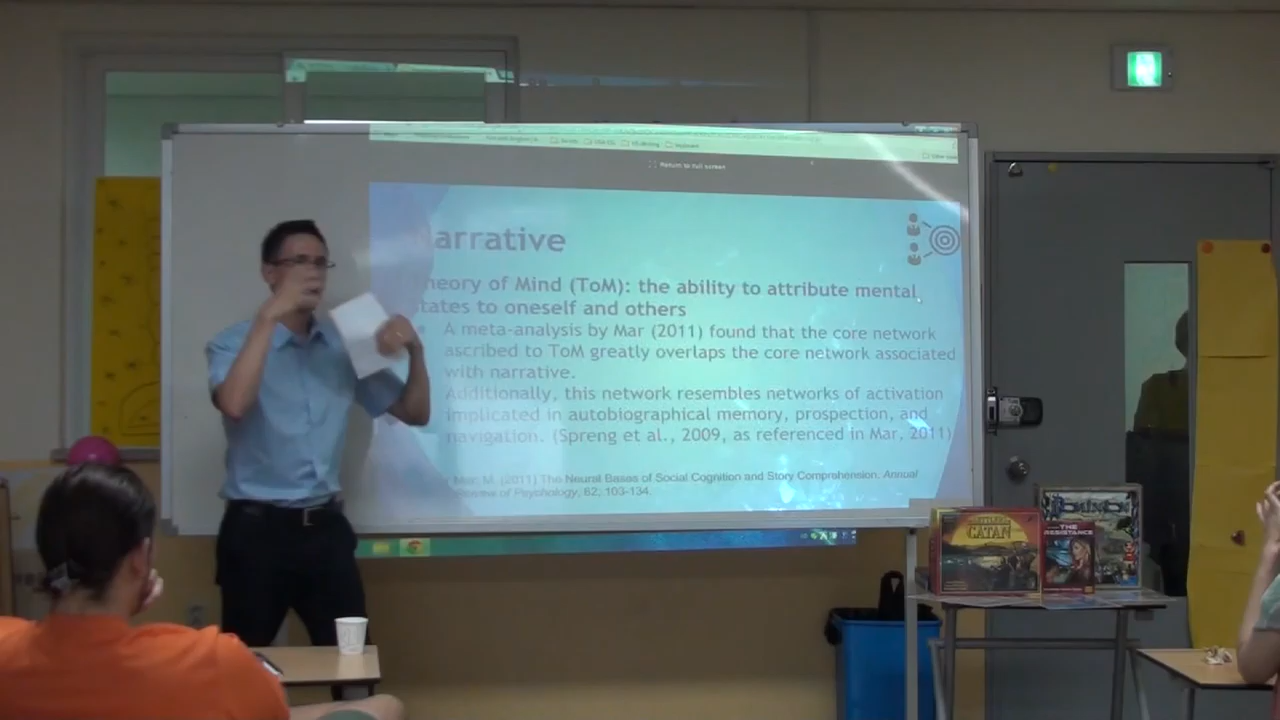 Return to full screen
Narrative
Theory of Mind (ToM): the ability to attribute mental
states to oneself and others
A meta-analysis by Mar (2011) found that the core network
ascribed to ToM greatly overlaps the core network associated
with narrative.
Additionally, this network resembles networks of activation
implicated in autobiographical memory, prospection, and
navigation. (Spreng et al., 2009, as referenced in Mar, 2011)
Mar. M. (2011) The Neural Bases of Social Cognition and Story Comprehension. Annual
Review of Psychology, 62, 103-134.
CATAN
DOMINION
THE
RESISTANCE